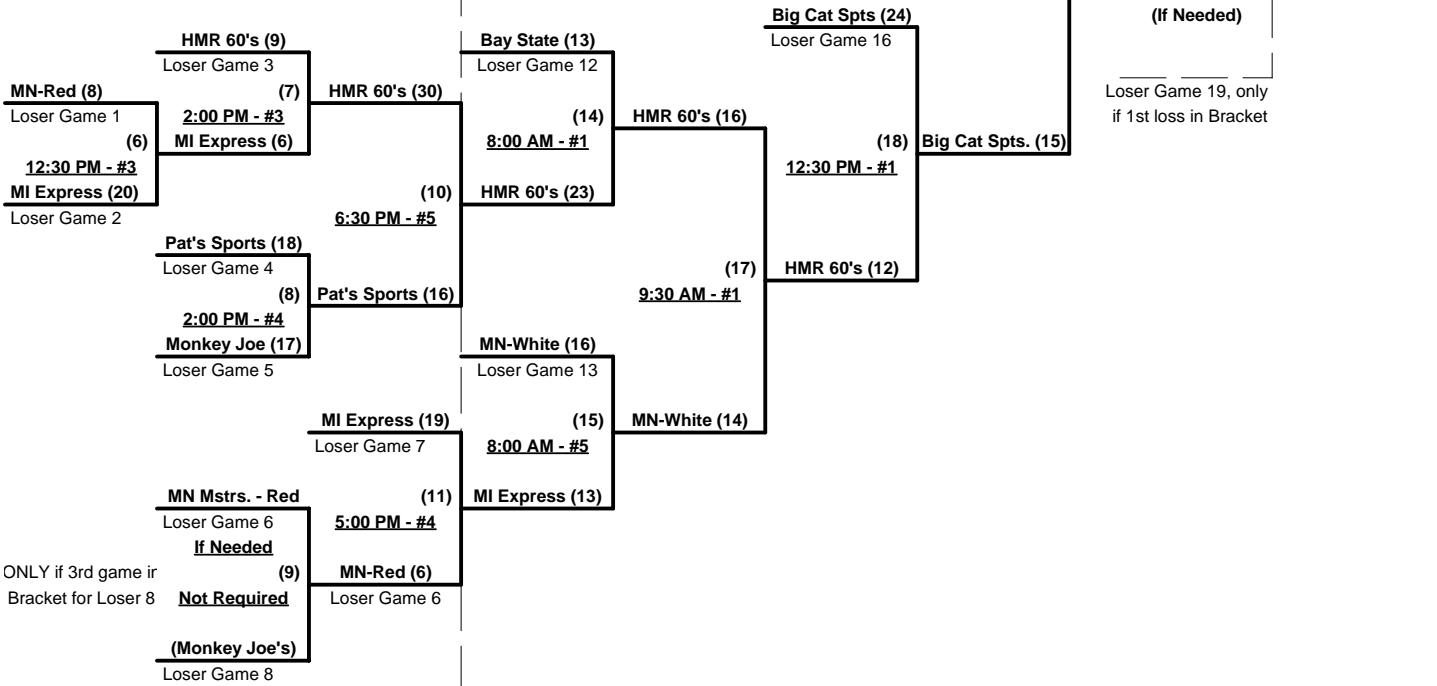 Big Cat Spts (24)
(If Needed)
HMR 60's (9)
Bay State (13)
Loser Game 16
Loser Game 3
Loser Game 12
MN-Red (8)
(7)
HMR 60's (30)
Loser Game 19, only
Loser Game 1
2:00 PM - #3
(14)
HMR 60's (16)
if 1st loss in Bracket
(6)
MI Express (6)
8:00 AM - #1
(18)
Big Cat Spts. (15)
12:30 PM - #3
12:30 PM - #1
MI Express (20)
(10)
HMR 60's (23)
Loser Game 2
6:30 PM - #5
Pat's Sports (18)
Loser Game 4
(17)
HMR 60's (12)
(8)
Pat's Sports (16)
9:30 AM - #1
2:00 PM - #4
Monkey Joe (17)
MN-White (16)
Loser Game 5
Loser Game 13
MI Express (19)
(15)
MN-White (14)
Loser Game 7
8:00 AM - #5
MN Mstrs. - Red
(11)
MI Express (13)
Loser Game 6
5:00 PM - #4
If Needed
ONLY if 3rd game in
(9)
MN-Red (6)
Bracket for Loser 8
Not Required
Loser Game 6
(Monkey Joe's)
Loser Game 8